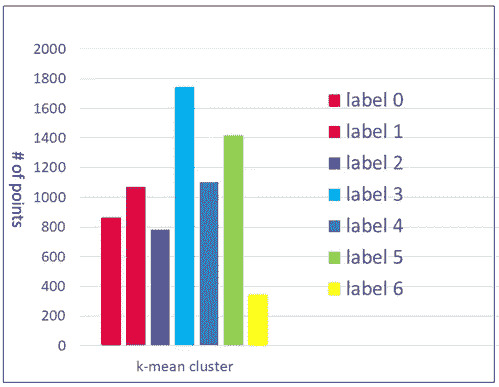 2000
1800
1600
1400
1200
1000
800
600
400
200
0
# of points
k-mean cluster
label 0
label 1
label 2
label 3
label 4
label 5
label 6